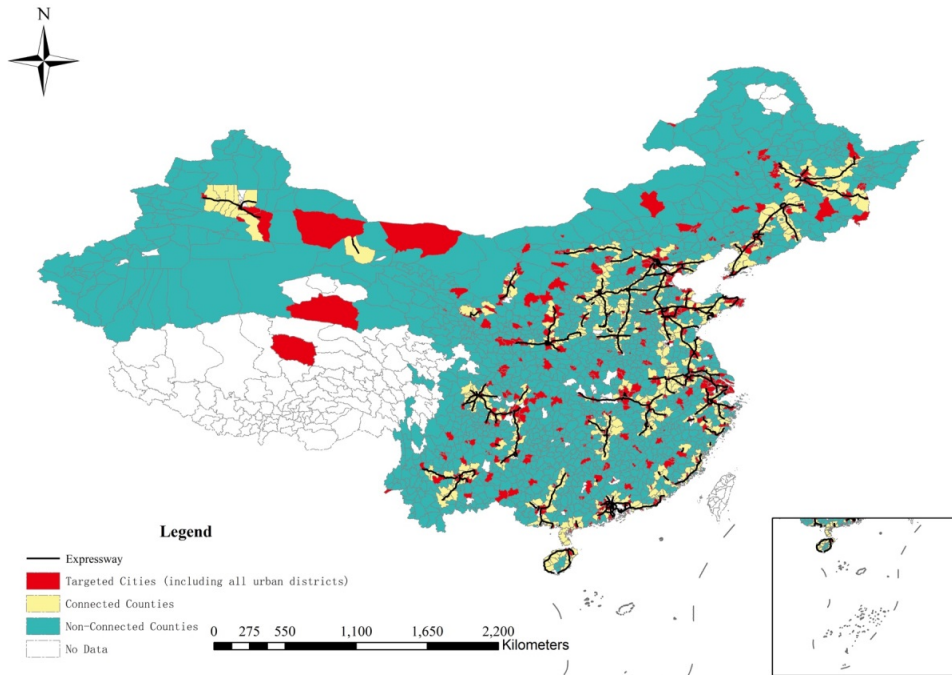 N
Legend
Expressway
Targeted Cities (including all urban districts)
Connected Counties
Non-Connected Counties
No Data
0 275 550 1,100 1,650 2,200
Kilometers